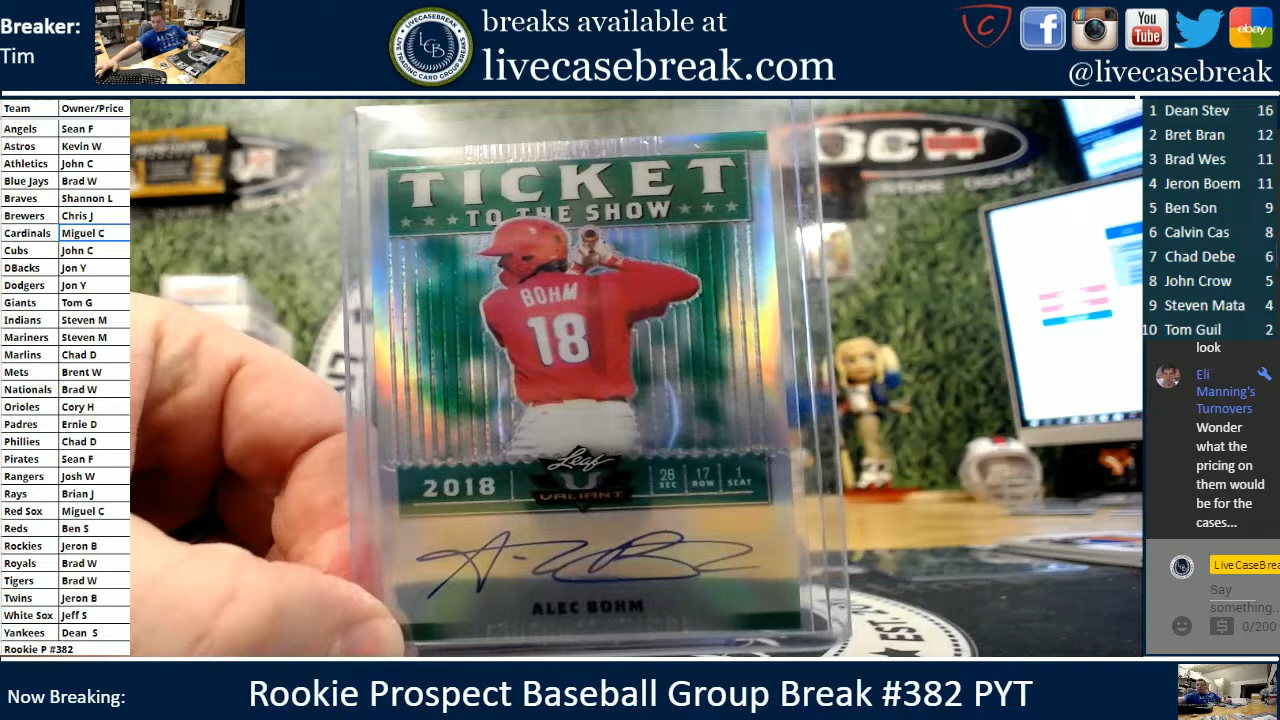 Breaker:
Tim
breaks available at
livecasebreak.com
You
Tube
ebay
@livecasebreak
LCB
Team Owner/Price
Angels Sean F
Astros Kevin W
Athletics John C
Blue Jays Brad W
Braves Shannon L
Brewers Chris J
Cardinals Miguel C
Cubs John C
DBacks Jon Y
Dodgers Jon Y
Giants Tom G
Indians Steven M
Mariners Steven M
Marlins Chad D
Mets Brent W
Nationals Brad W
Orioles Cory H
Padres Ernie D
Phillies Chad D
Pirates Sean F
Rangers Josh W
Rays Brian J
Red Sox Miguel C
Reds Ben S
Rockies Jeron B
Royals Brad W
Tigers Brad W
Twins Jeron B
White Sox Jeff S
Yankees Dean S
Rookie P #382
TICKET
TO THE SHOW
BOHM
18
Leaf
VALIANT
2018
28 17 1
SEC ROW SEAT
ALEC BOHM
BCW
EST.
1 Dean Stev 16
2 Bret Bran 12
3 Brad Wes 11
4 Jeron Boem 11
5 Ben Son 9
6 Calvin Cas 8
7 Chad Debe 6
8 John Crow 5
9 Steven Mata 4
10 Tom Guil 2
look
Eli
Manning's
Turnovers
Wonder
what the
pricing on
them would
be for the
cases...
LiveCaseBrea
Say
something...
0/200
Now Breaking:
Rookie Prospect Baseball Group Break #382 PYT